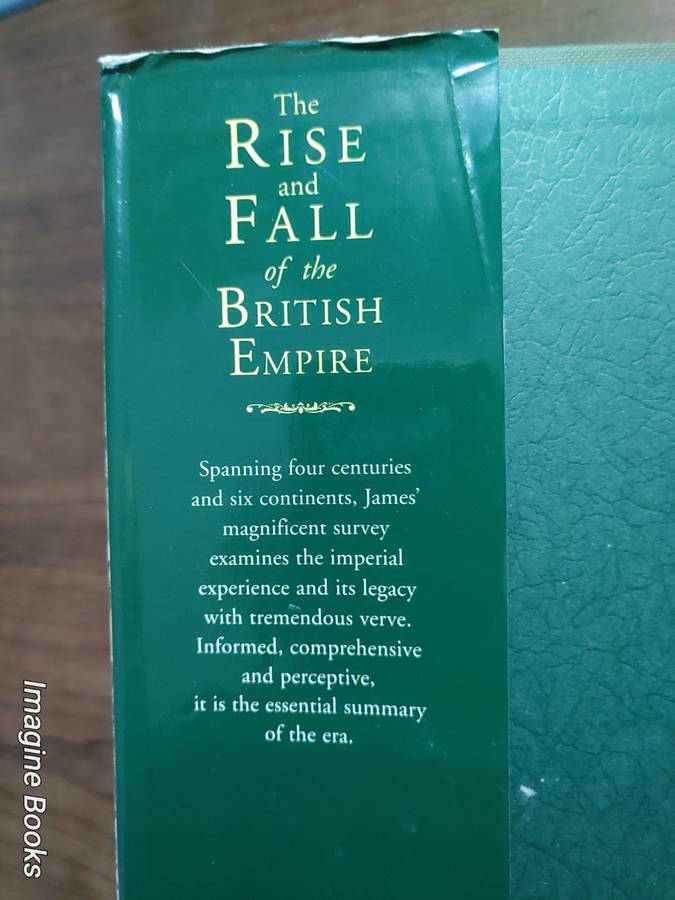 The
RISE
and
FALL
of the
BRITISH
EMPIRE
Spanning four centuries
and six continents, James'
magnificent survey
examines the imperial
experience and its legacy
with tremendous verve.
Informed, comprehensive
and perceptive,
it is the essential summary
of the era.
Imagine Books